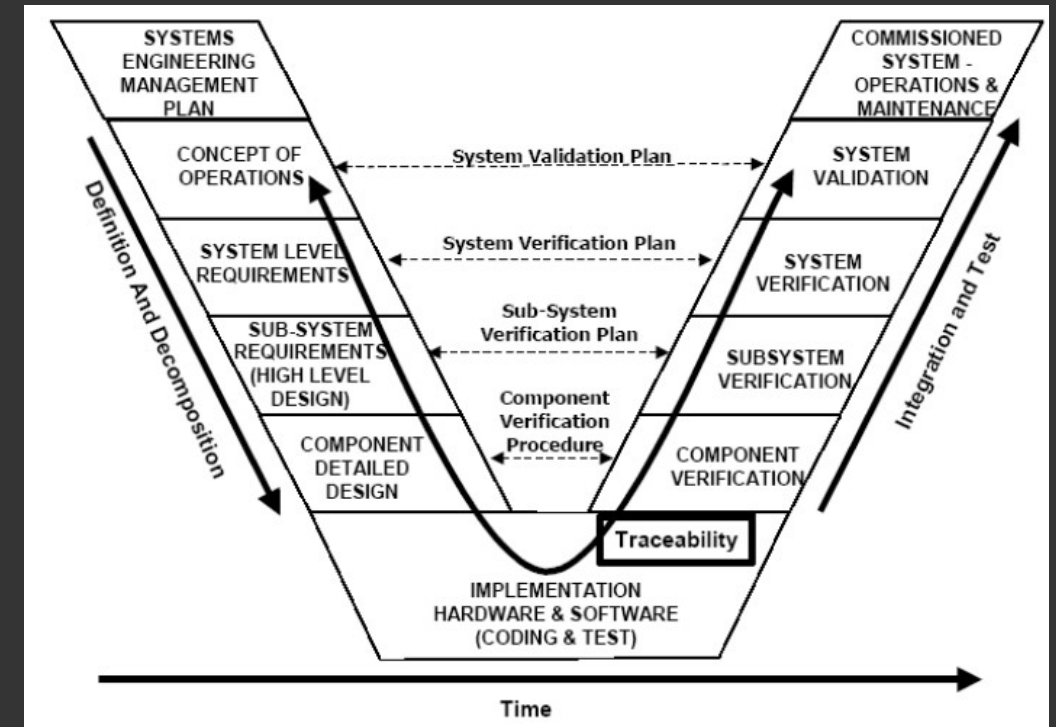 SYSTEMS
ENGINEERING
MANAGEMENT
PLAN
CONCEPT OF
OPERATIONS
SYSTEM LEVEL
REQUIREMENTS
SUB-SYSTEM
REQUIREMENTS
(HIGH LEVEL
DESIGN)
COMPONENT
DETAILED
DESIGN
Definition And Decomposition
System Validation Plan
System Verification Plan
Sub-System
Verification Plan
Component
Verification
Procedure
COMMISSIONED
SYSTEM -
OPERATIONS &
MAINTENANCE
SYSTEM
VALIDATION
SYSTEM
VERIFICATION
SUBSYSTEM
VERIFICATION
COMPONENT
VERIFICATION
Integration and Test
Traceability
IMPLEMENTATION
HARDWARE & SOFTWARE
(CODING & TEST)
Time